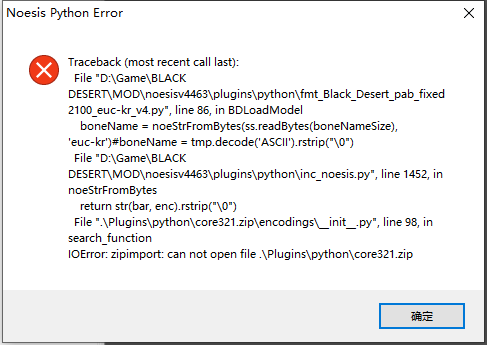 Noesis Python Error
Traceback (most recent call last):
File "D:\Game\BLACK
DESERT\MOD\noesisv4463\plugins\python\fmt_Black_Desert_pab_fixed
2100_euc-kr_v4.py", line 86, in BDLoadModel
boneName = noeStrFromBytes(ss.readBytes(boneNameSize),
'euc-kr')#boneName = tmp.decode('ASCII').rstrip("\0")
File "D:\Game\BLACK
DESERT\MOD\noesisv4463\plugins\python\inc_noesis.py", line 1452, in
noeStrFromBytes
return str(bar, enc).rstrip("\0")
File ".\Plugins\python\core321.zip\encodings\__init__.py", line 98, in
search_function
IOError: zipimport: can not open file .\Plugins\python\core321.zip
确定